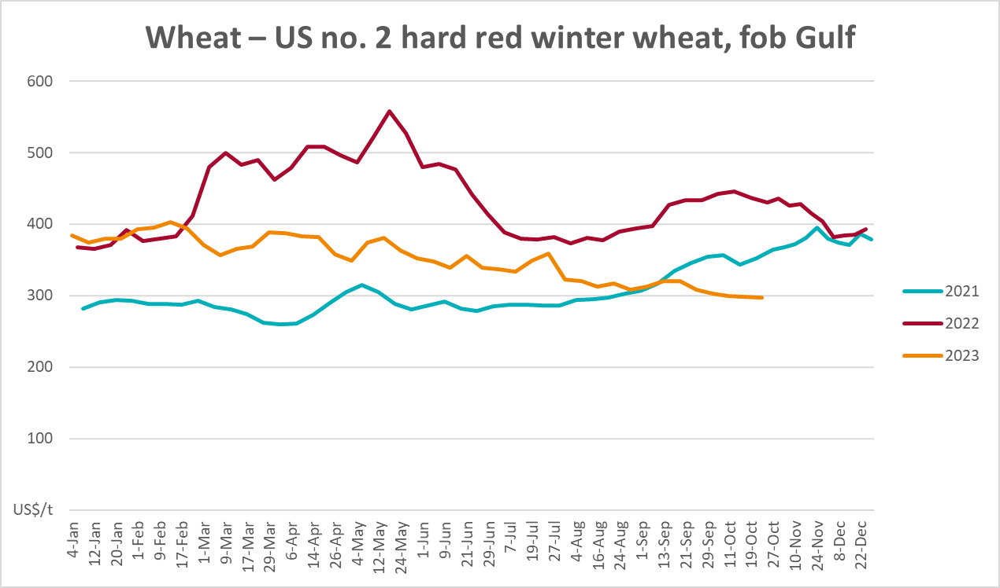 Wheat – US no. 2 hard red winter wheat, fob Gulf
600
500
400
300
200
100
US$/t
4-Jan
12-Jan
20-Jan
1-Feb
9-Feb
17-Feb
1-Mar
9-Mar
17-Mar
29-Mar
6-Apr
14-Apr
26-Apr
4-May
12-May
24-May
1-Jun
9-Jun
21-Jun
29-Jun
7-Jul
19-Jul
27-Jul
4-Aug
16-Aug
24-Aug
1-Sep
13-Sep
21-Sep
29-Sep
11-Oct
19-Oct
27-Oct
10-Nov
24-Nov
8-Dec
22-Dec
2021
2022
2023